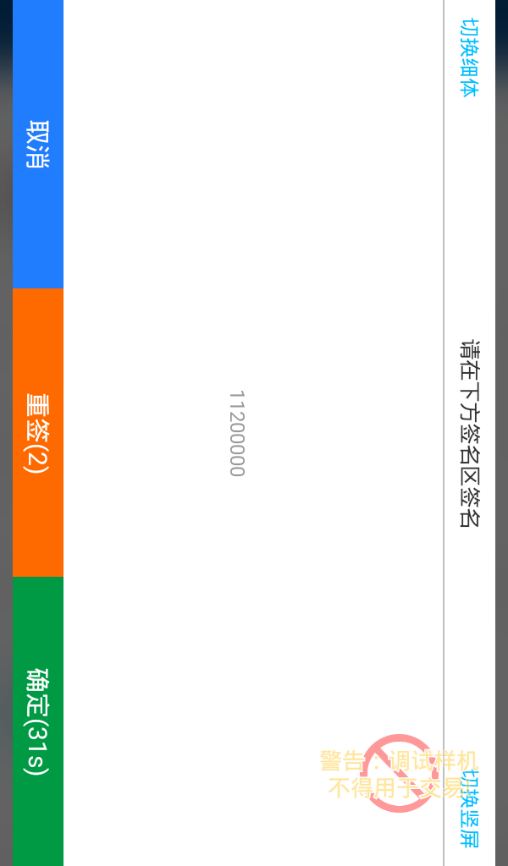 切换细体
请在下方签名区签名
切换竖屏
11200000
取消
重签(2)
确定(31s)
警告：调试样机
不得用于交易!